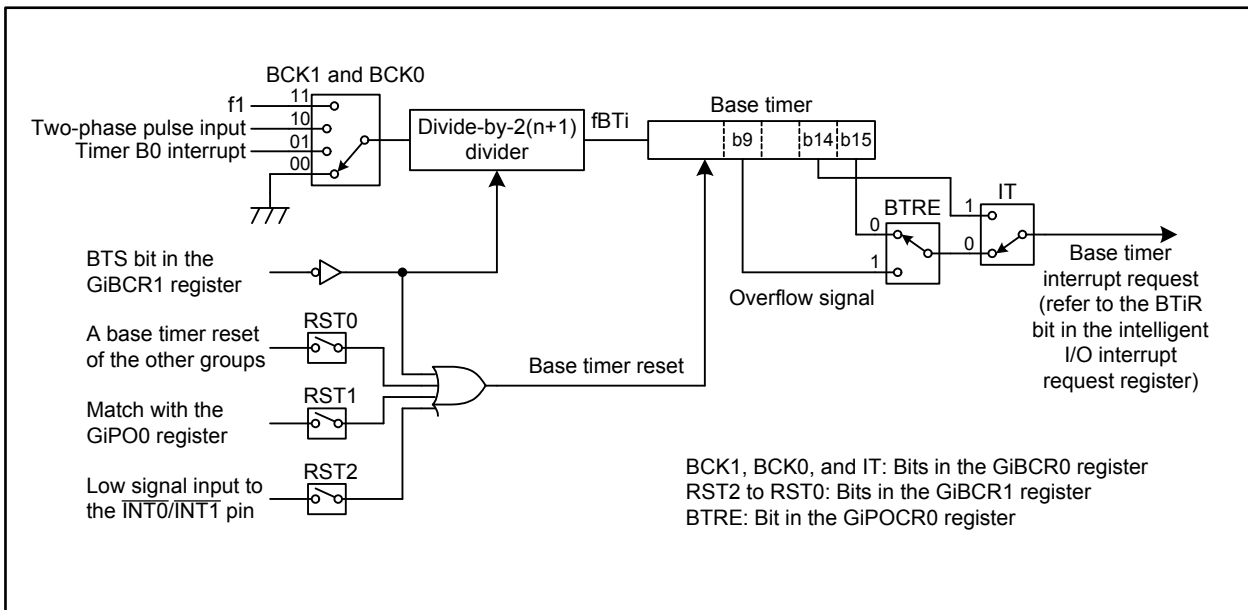 BCK1 and BCK0
f1
11
Two-phase pulse input
10
Timer B0 interrupt
01
00
Divide-by-2(n+1)
divider
fBTi
Base timer
b9
b14
b15
BTRE
0
1
IT
1
0
Overflow signal
Base timer
interrupt request
(refer to the BTiR
bit in the intelligent
I/O interrupt
request register)
BTS bit in the
GiBCR1 register
A base timer reset
of the other groups
RST0
Match with the
GiPO0 register
RST1
Low signal input to
the INT0/INT1 pin
RST2
Base timer reset
BCK1, BCK0, and IT: Bits in the GiBCR0 register
RST2 to RST0: Bits in the GiBCR1 register
BTRE: Bit in the GiPOCR0 register